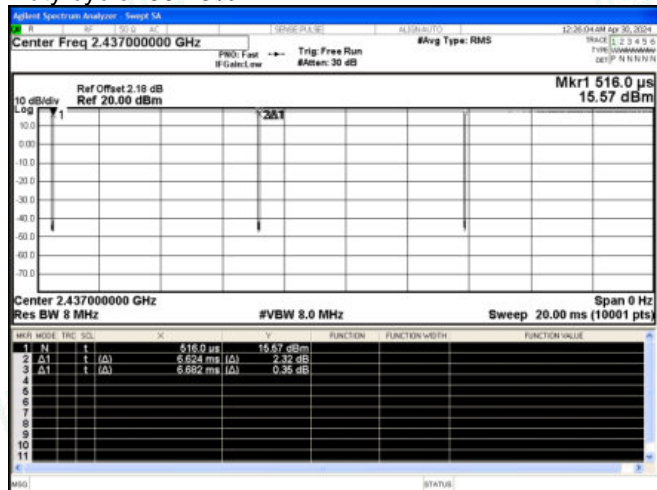 Agilent Spectrum Analyzer - Swept SA
R RF 50 Ω AC SENSE:PULSE ALIGN AUTO 12:26:04 AM Apr 30, 2024
Center Freq 2.437000000 GHz #Avg Type: RMS TRACE 1 2 3 4 5 6
PNO: Fast Trig: Free Run TYPE
IFGain:Low #Atten: 30 dB DET P N N N N N
Ref Offset 2.18 dB Mkr1 516.0 µs
10 dB/div Ref 20.00 dBm 15.57 dBm
Log
1 2Δ1
10.0
0.00
-10.0
-20.0
-30.0
-40.0
-50.0
-60.0
-70.0
Center 2.437000000 GHz Span 0 Hz
Res BW 8 MHz #VBW 8.0 MHz Sweep 20.00 ms (10001 pts)
MKR MODE TRC SCL X Y FUNCTION FUNCTION WIDTH FUNCTION VALUE
1 N t 516.0 µs 15.57 dBm
2 Δ1 t (Δ) 6.624 ms (Δ) 2.32 dB
3 Δ1 t (Δ) 6.682 ms (Δ) 0.35 dB
4
5
6
7
8
9
10
11
MSG STATUS